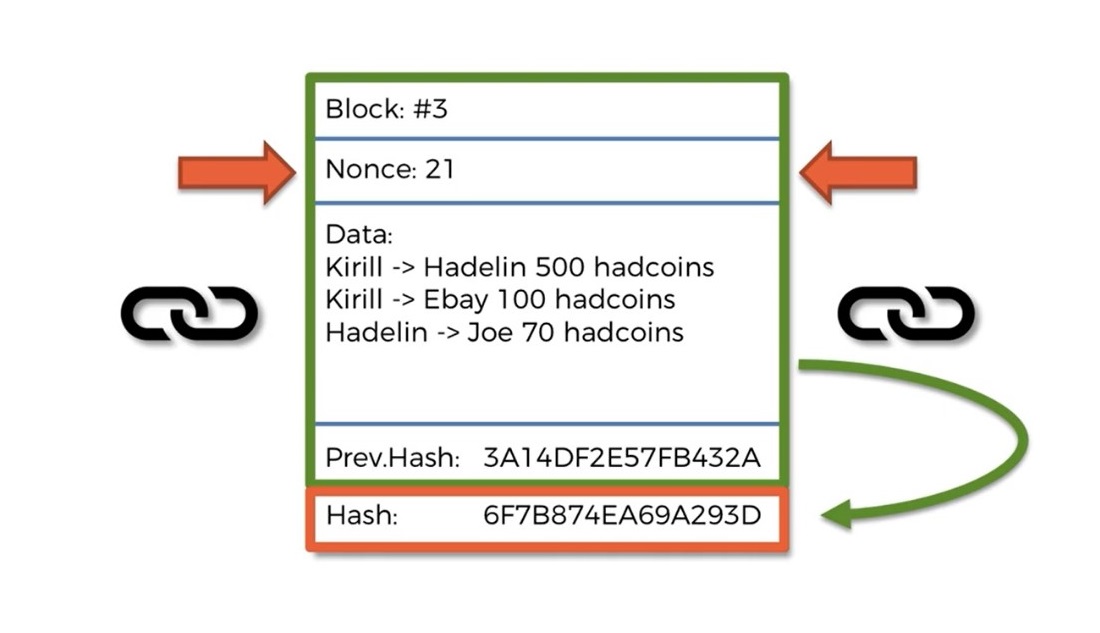 Block: #3
Nonce: 21
Data:
Kirill -> Hadelin 500 hadcoins
Kirill -> Ebay 100 hadcoins
Hadelin -> Joe 70 hadcoins
Prev.Hash: 3A14DF2E57FB432A
Hash: 6F7B874EA69A293D